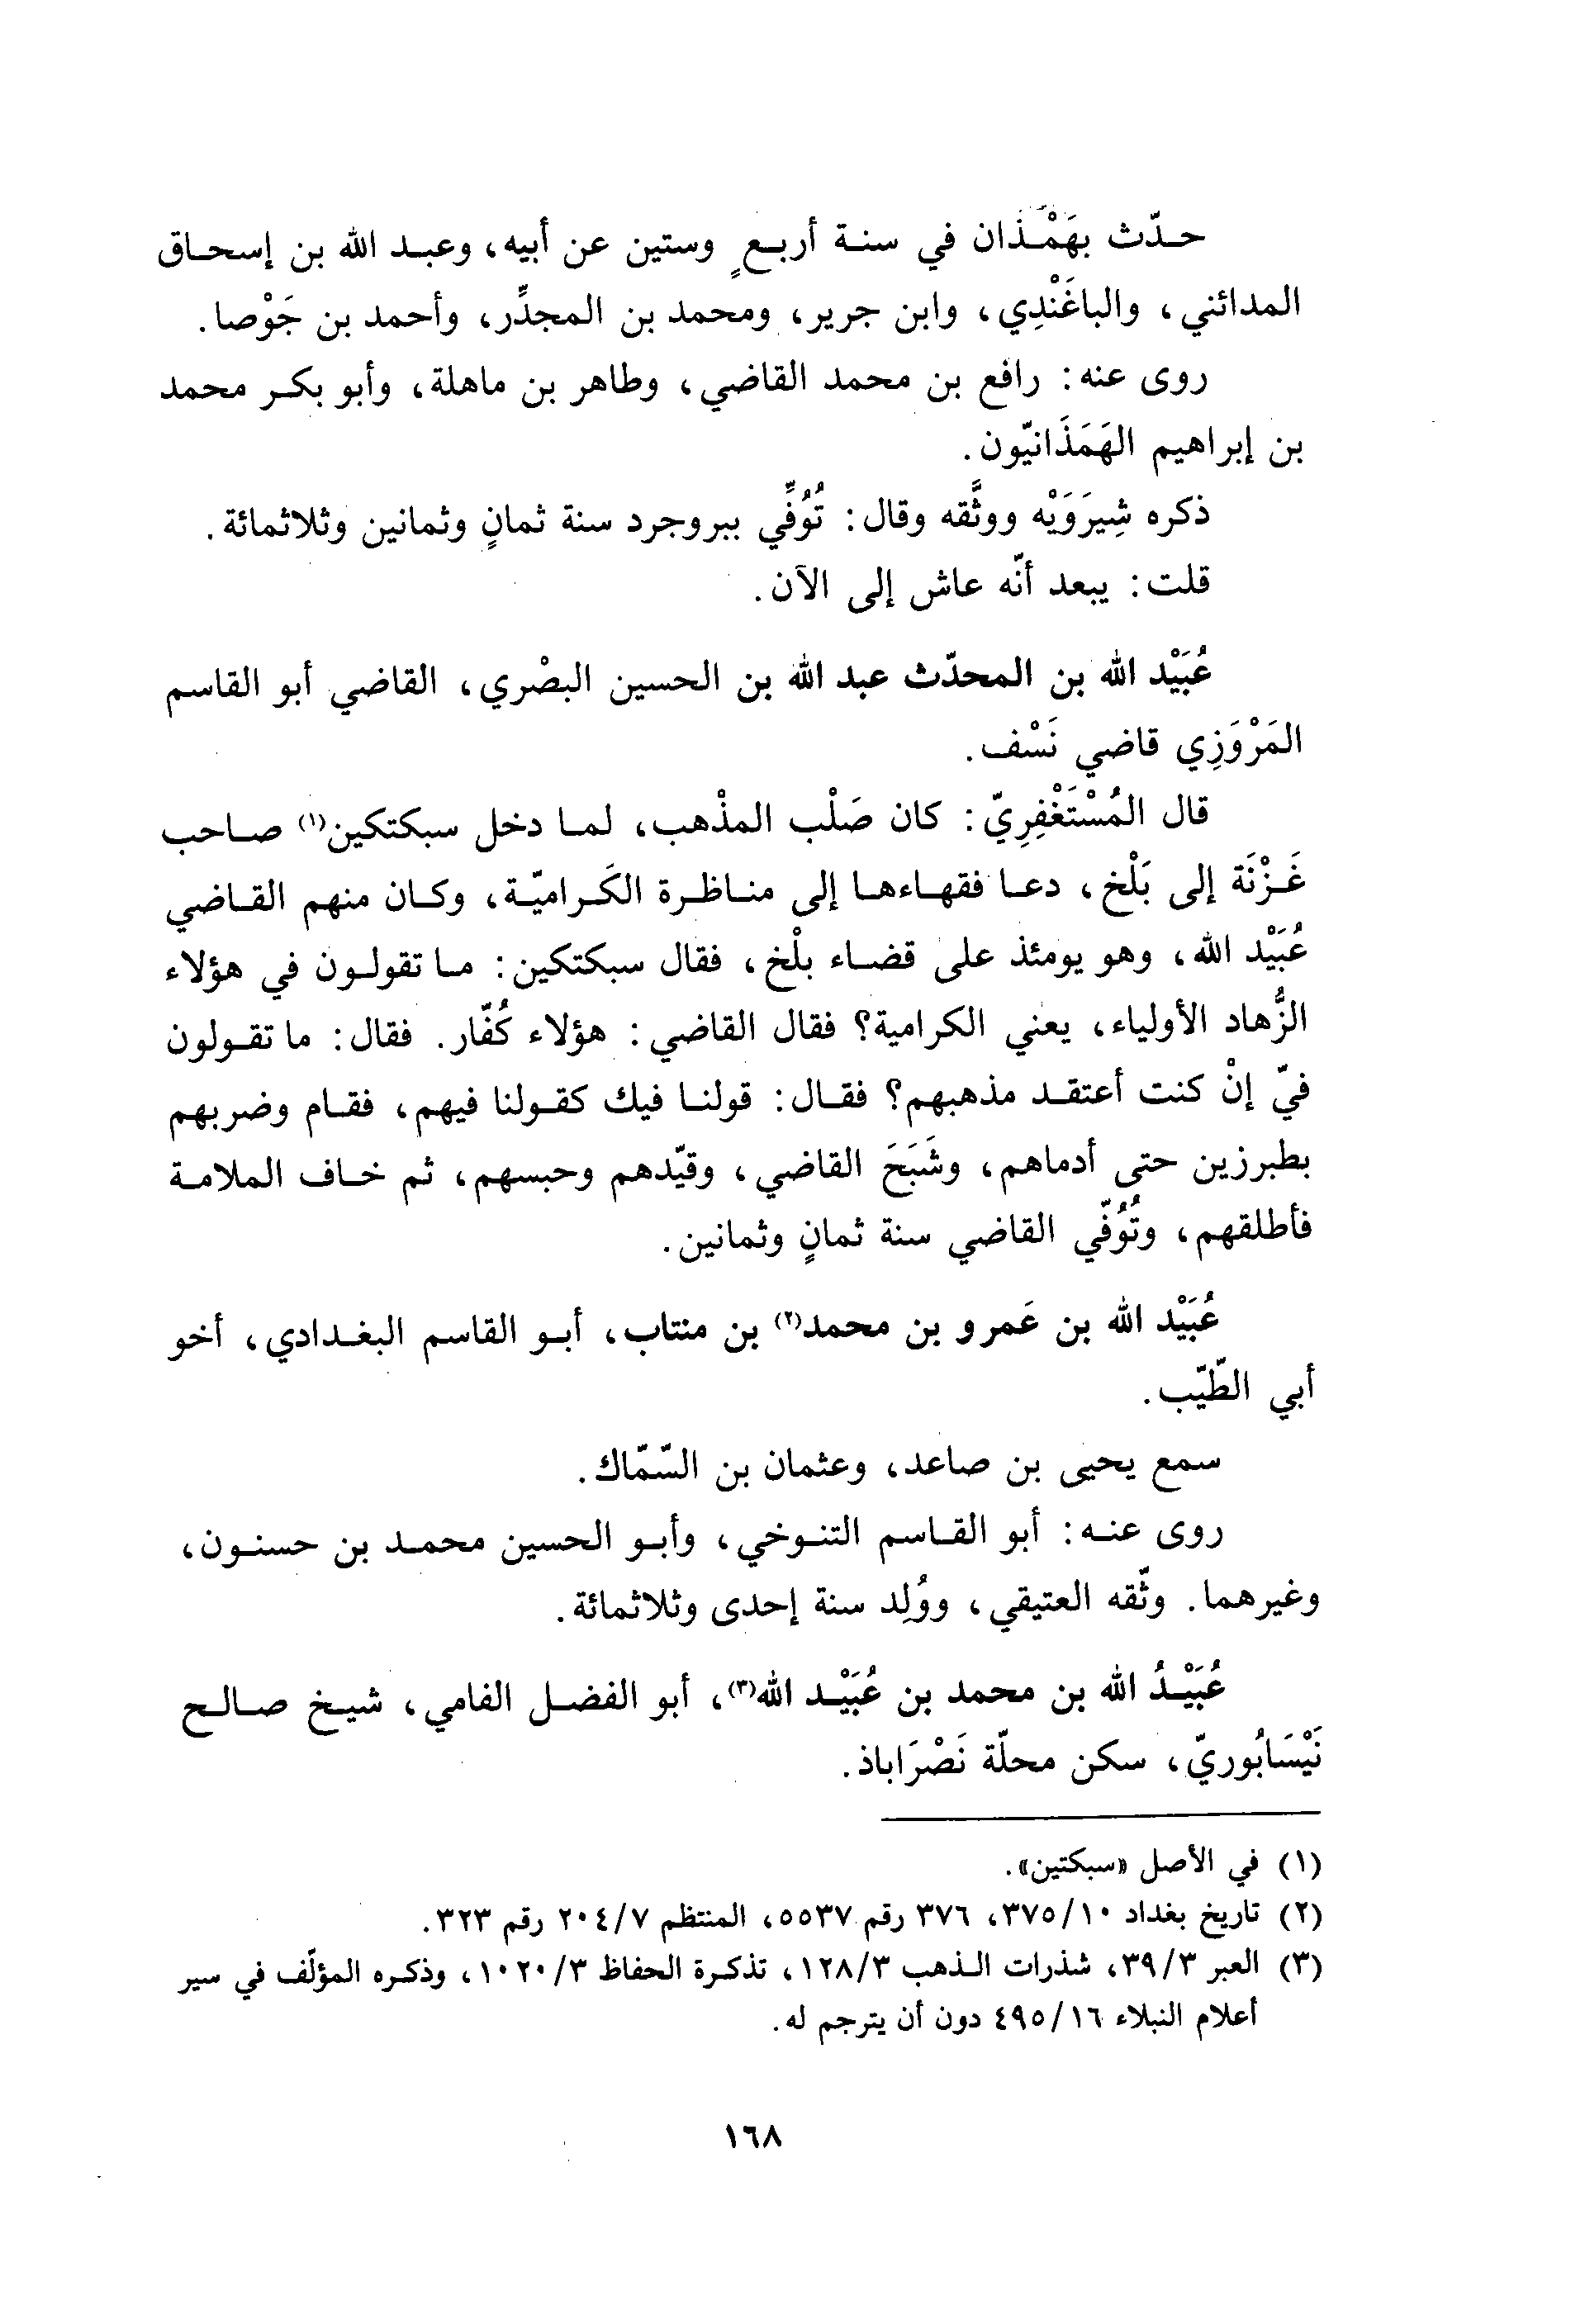 حدّث بهَمْذَان في سنة أربعٍ وستين عن أبيه، وعبد الله بن إسحاق
المدائني، والباغَنْدِي، وابن جرير، ومحمد بن المجدِّر، وأحمد بن جَوْصا.
روى عنه: رافع بن محمد القاضي، وطاهر بن ماهلة، وأبو بكر محمد
بن إبراهيم الهَمَذَانيّون.
ذكره شِيرَوَيْه ووثَّقه وقال: تُوُفِّي ببروجرد سنة ثمانٍ وثمانين وثلاثمائة.
قلت: يبعد أنّه عاش إلى الآن.
عُبَيْد الله بن المحدّث عبد الله بن الحسين البصْري، القاضي أبو القاسم
المَرْوَزِي قاضي نَسْف.
قال المُسْتَغْفِرِيّ: كان صَلْب المذْهب، لما دخل سبكتكين(١) صاحب
غَزْنَة إلى بَلْخ، دعا فقهاءها إلى مناظرة الكَراميّة، وكان منهم القاضي
عُبَيْد الله، وهو يومئذ على قضاء بلْخ، فقال سبكتكين: ما تقولون في هؤلاء
الزُّهاد الأولياء، يعني الكرامية؟ فقال القاضي: هؤلاء كُفّار. فقال: ما تقولون
فيّ إنْ كنت أعتقد مذهبهم؟ فقال: قولنا فيك كقولنا فيهم، فقام وضربهم
بطبرزين حتى أدماهم، وشَبَحَ القاضي، وقيّدهم وحبسهم، ثم خاف الملامة
فأطلقهم، وتُوُفّي القاضي سنة ثمانٍ وثمانين.
عُبَيْد الله بن عَمرو بن محمد(٢) بن منتاب، أبو القاسم البغدادي، أخو
أبي الطّيّب.
سمع يحيى بن صاعد، وعثمان بن السّمّاك.
روى عنه: أبو القاسم التنوخي، وأبو الحسين محمد بن حسنون،
وغيرهما. وثّقه العتيقي، ووُلِد سنة إحدى وثلاثمائة.
عُبَيْدُ الله بن محمد بن عُبَيْد الله(٣)، أبو الفضل الفامي، شيخ صالح
نَيْسَابُوريّ، سكن محلّة نَصْرَاباذ.
(١) في الأصل «سبكتين».
(٢) تاريخ بغداد ٣٧٥/١٠، ٣٧٦ رقم ٥٥٣٧، المنتظم ٢٠٤/٧ رقم ٣٢٣.
(٣) العبر ٣٩/٣، شذرات الذهب ١٢٨/٣، تذكرة الحفاظ ١٠٢٠/٣، وذكره المؤلّف في سير
أعلام النبلاء ٤٩٥/١٦ دون أن يترجم له.
١٦٨